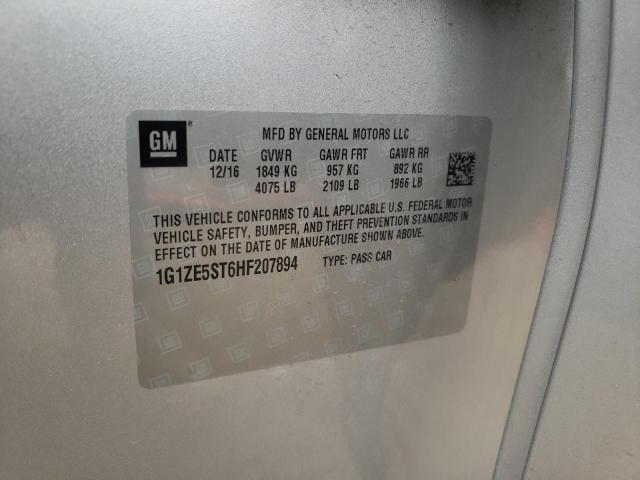 GM
MFD BY GENERAL MOTORS LLC
DATE GVWR GAWR FRT GAWR RR
12/16 1849 KG 957 KG 892 KG
4075 LB 2109 LB 1966 LB
THIS VEHICLE CONFORMS TO ALL APPLICABLE U.S. FEDERAL MOTOR
VEHICLE SAFETY, BUMPER, AND THEFT PREVENTION STANDARDS IN
EFFECT ON THE DATE OF MANUFACTURE SHOWN ABOVE.
1G1ZE5ST6HF207894 TYPE: PASS CAR